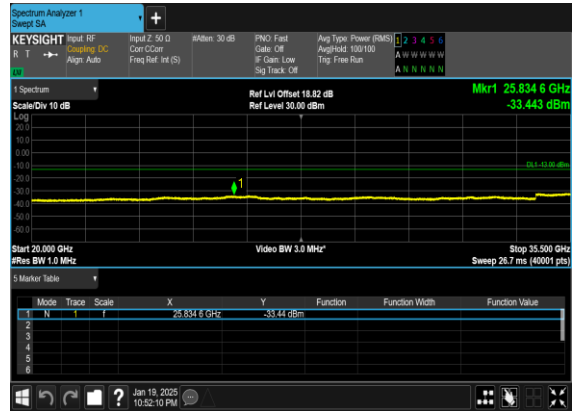 Spectrum Analyzer 1
Swept SA
+
KEYSIGHT Input: RF Input Z: 50 Ω #Atten: 30 dB PNO: Fast Avg Type: Power (RMS) 1 2 3 4 5 6
R T Coupling: DC Corr CCorr Gate: Off Avg|Hold: 100/100 A W W W W W
Align: Auto Freq Ref: Int (S) IF Gain: Low Trig: Free Run
Sig Track: Off A N N N N N
1 Spectrum
Ref Lvl Offset 18.82 dB Mkr1 25.834 6 GHz
Scale/Div 10 dB Ref Level 30.00 dBm -33.443 dBm
Log
20.0
10.0
0.00
-10.0
DL1 -13.00 dBm
-20.0
1
-30.0
-40.0
-50.0
-60.0
Start 20.000 GHz Video BW 3.0 MHz* Stop 35.500 GHz
#Res BW 1.0 MHz Sweep 26.7 ms (40001 pts)
5 Marker Table
Mode Trace Scale X Y Function Function Width Function Value
1 N 1 f 25.834 6 GHz -33.44 dBm
2
3
4
5
6
? Jan 19, 2025
10:52:10 PM